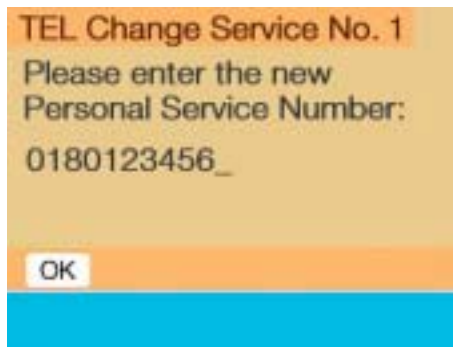 TEL Change Service No. 1
Please enter the new
Personal Service Number:
0180123456_
OK